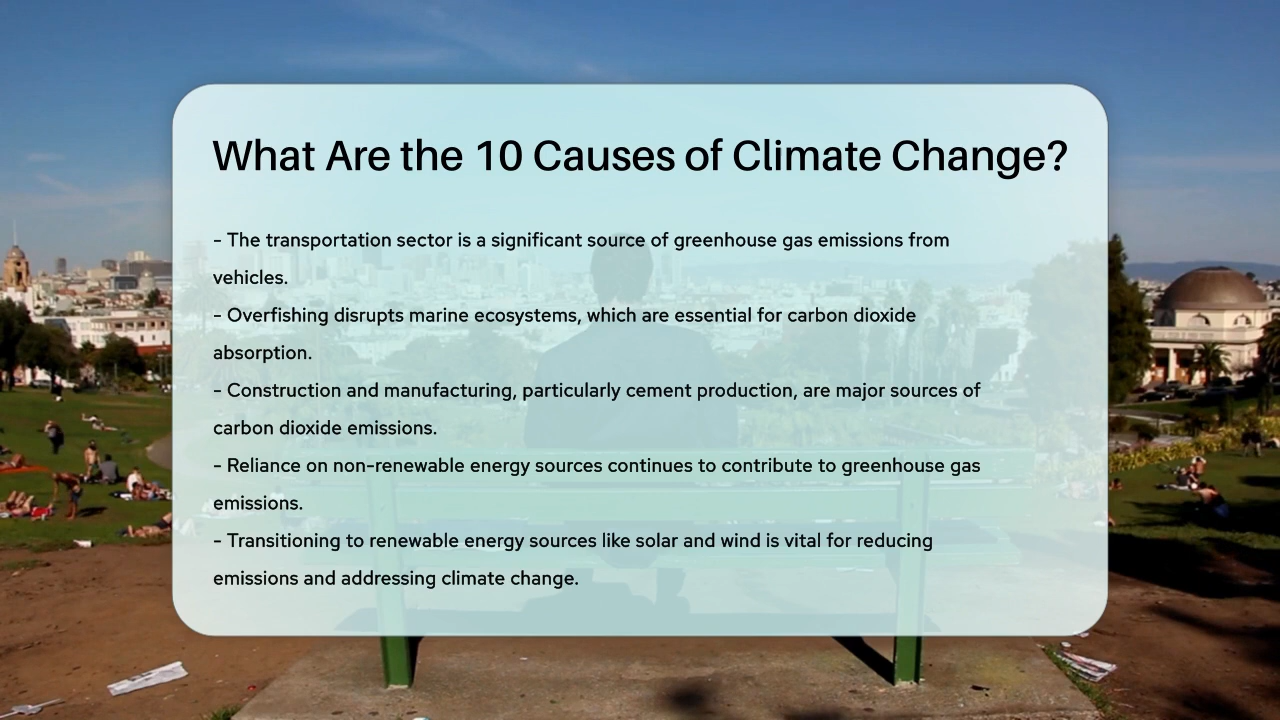 What Are the 10 Causes of Climate Change?
- The transportation sector is a significant source of greenhouse gas emissions from
vehicles.
- Overfishing disrupts marine ecosystems, which are essential for carbon dioxide
absorption.
- Construction and manufacturing, particularly cement production, are major sources of
carbon dioxide emissions.
- Reliance on non-renewable energy sources continues to contribute to greenhouse gas
emissions.
- Transitioning to renewable energy sources like solar and wind is vital for reducing
emissions and addressing climate change.